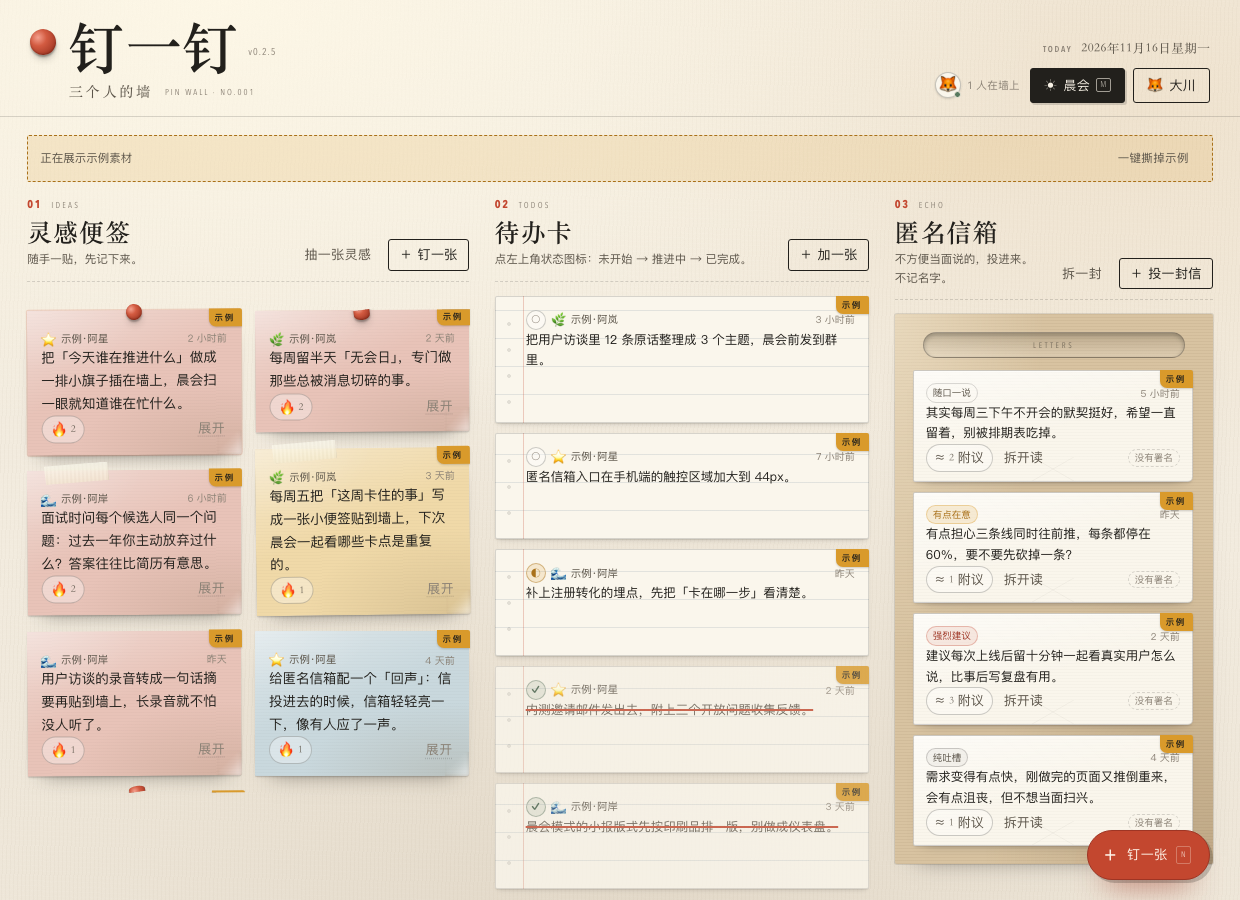 钉一钉 v0.2.5
三个人的墙 PIN WALL · NO.001
TODAY 2026年11月16日星期一
1 人在墙上
晨会 M
大川
正在展示示例素材
一键撕掉示例
01 IDEAS
灵感便签
随手一贴，先记下来。
抽一张灵感
+ 钉一张
示例
示例·阿星 2 小时前
把「今天谁在推进什么」做成
一排小旗子插在墙上，晨会扫
一眼就知道谁在忙什么。
2 展开
示例
示例·阿岚 2 天前
每周留半天「无会日」，专门做
那些总被消息切碎的事。
2 展开
示例
示例·阿岸 6 小时前
面试时问每个候选人同一个问
题：过去一年你主动放弃过什
么？答案往往比简历有意思。
2 展开
示例
示例·阿岚 3 天前
每周五把「这周卡住的事」写
成一张小便签贴到墙上，下次
晨会一起看哪些卡点是重复
的。
1 展开
示例
示例·阿岸 昨天
用户访谈的录音转成一句话摘
要再贴到墙上，长录音就不怕
没人听了。
1 展开
示例
示例·阿星 4 天前
给匿名信箱配一个「回声」：信
投进去的时候，信箱轻轻亮一
下，像有人应了一声。
1 展开
02 TODOS
待办卡
点左上角状态图标：未开始 → 推进中 → 已完成。
+ 加一张
示例
示例·阿岚 3 小时前
把用户访谈里 12 条原话整理成 3 个主题，晨会前发到群
里。
示例
示例·阿星 7 小时前
匿名信箱入口在手机端的触控区域加大到 44px。
示例
示例·阿岸 昨天
补上注册转化的埋点，先把「卡在哪一步」看清楚。
示例
示例·阿星 2 天前
内测邀请邮件发出去，附上三个开放问题收集反馈。
示例
示例·阿岸 3 天前
晨会模式的小报版式先按印刷品排一版，别做成仪表盘。
03 ECHO
匿名信箱
不方便当面说的，投进来。
不记名字。
拆一封
+ 投一封信
LETTERS
示例
随口一说 5 小时前
其实每周三下午不开会的默契挺好，希望一直
留着，别被排期表吃掉。
≈ 2 附议 拆开读 没有署名
示例
有点在意 昨天
有点担心三条线同时往前推，每条都停在
60%，要不要先砍掉一条？
≈ 1 附议 拆开读 没有署名
示例
强烈建议 2 天前
建议每次上线后留十分钟一起看真实用户怎么
说，比事后写复盘有用。
≈ 3 附议 拆开读 没有署名
示例
纯吐槽 4 天前
需求变得有点快，刚做完的页面又推倒重来，
会有点沮丧，但不想当面扫兴。
≈ 1 附议 拆开读 没有署名
+ 钉一张 N